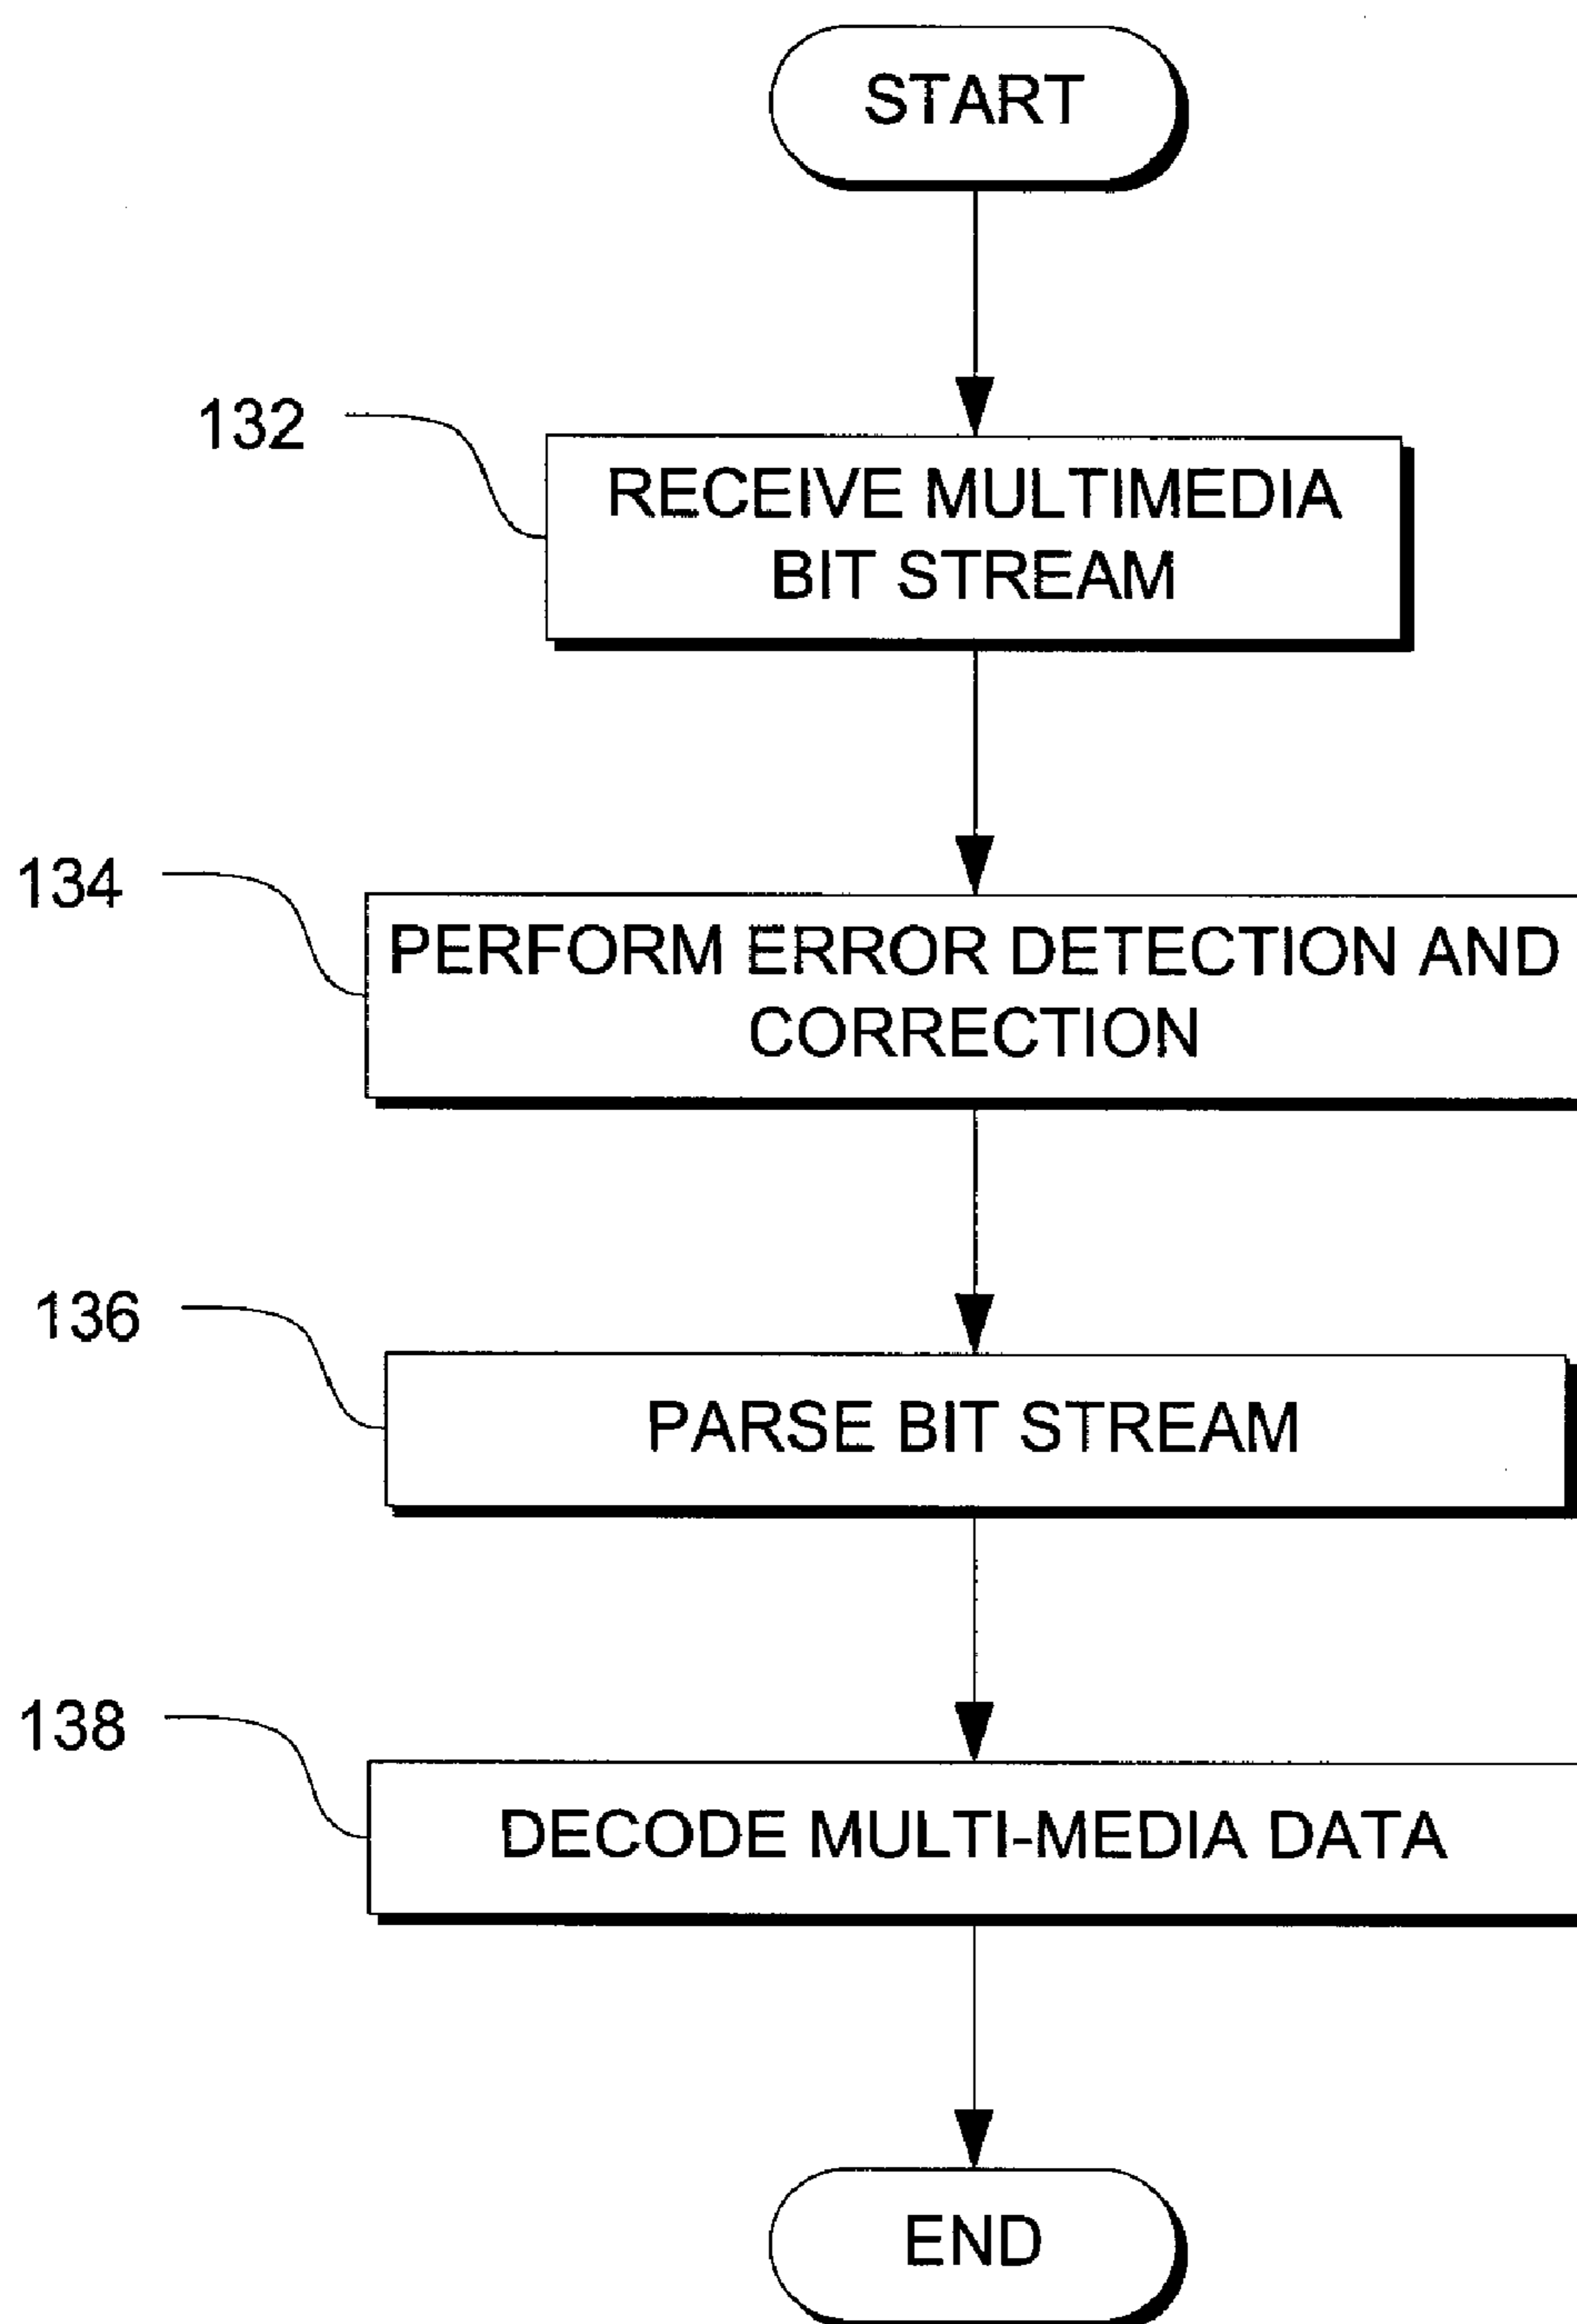 START
132
RECEIVE MULTIMEDIA
BIT STREAM
134
PERFORM ERROR DETECTION AND
CORRECTION
136
PARSE BIT STREAM
138
DECODE MULTI-MEDIA DATA
END